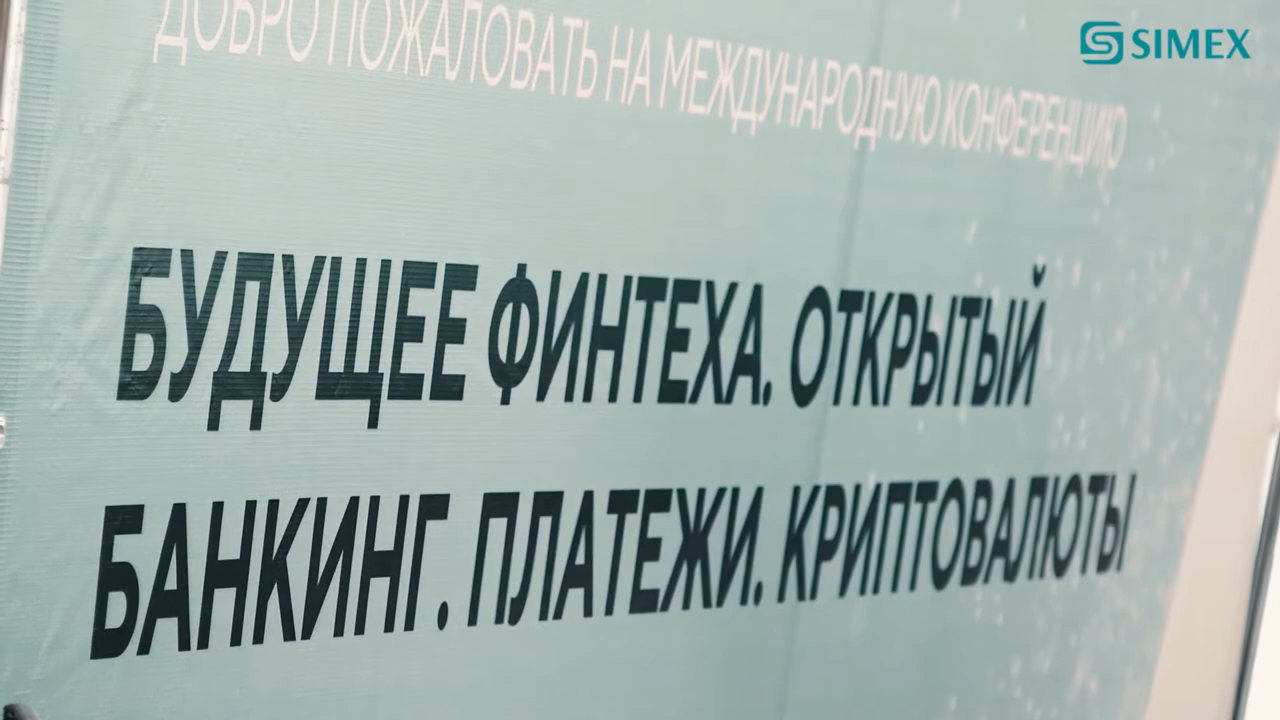 SIMEX
ДОБРО ПОЖАЛОВАТЬ НА МЕЖДУНАРОДНУЮ КОНФЕРЕНЦИЮ
БУДУЩЕЕ ФИНТЕХА. ОТКРЫТЫЙ
БАНКИНГ. ПЛАТЕЖИ. КРИПТОВАЛЮТЫ